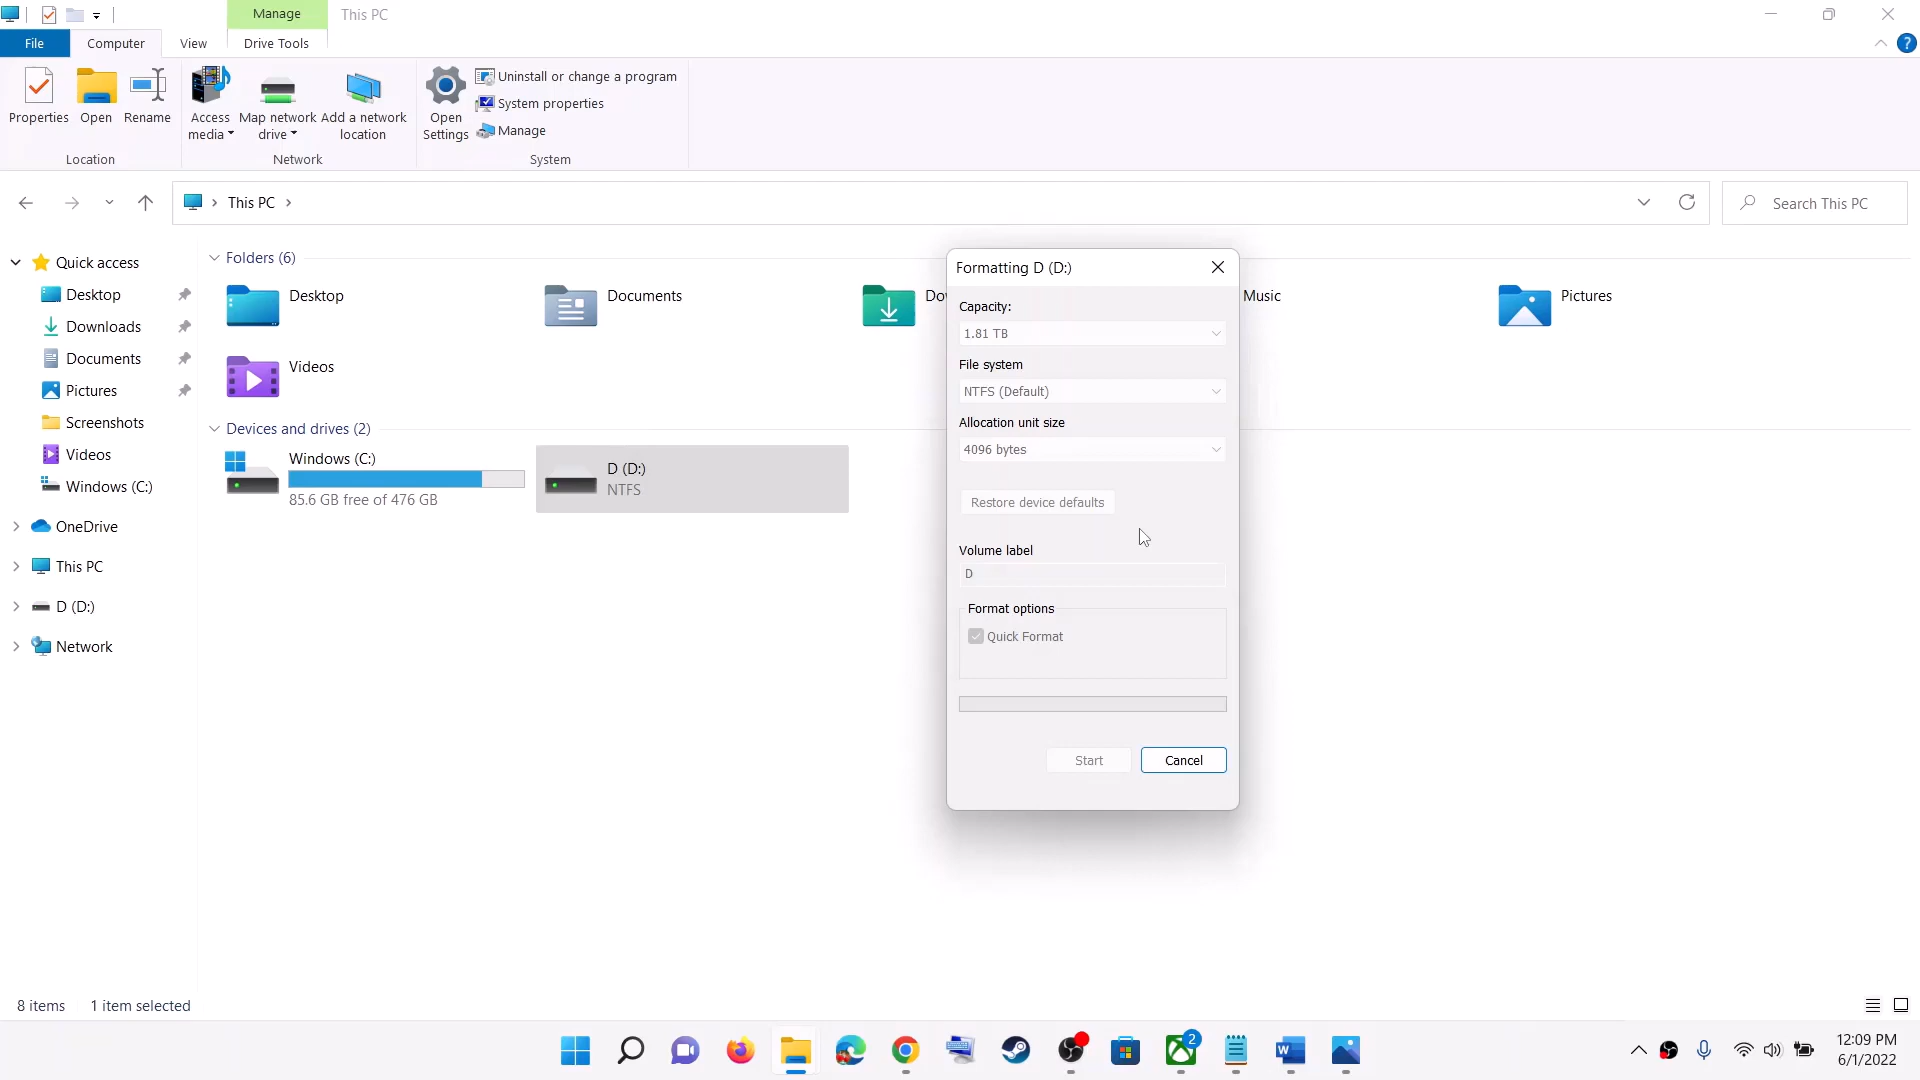 Manage
This PC
File
Computer
View
Drive Tools
?
Properties
Open
Rename
Access
media
Map network
drive
Add a network
location
Open
Settings
Uninstall or change a program
System properties
Manage
Location
Network
System
This PC
Search This PC
Quick access
Desktop
Downloads
Documents
Pictures
Screenshots
Videos
Windows (C:)
OneDrive
This PC
D (D:)
Network
Folders (6)
Desktop
Documents
Dov
Music
Pictures
Videos
Devices and drives (2)
Windows (C:)
85.6 GB free of 476 GB
D (D:)
NTFS
Formatting D (D:)
Capacity:
1.81 TB
File system
NTFS (Default)
Allocation unit size
4096 bytes
Restore device defaults
Volume label
D
Format options
Quick Format
Start
Cancel
8 items
1 item selected
2
W
12:09 PM
6/1/2022